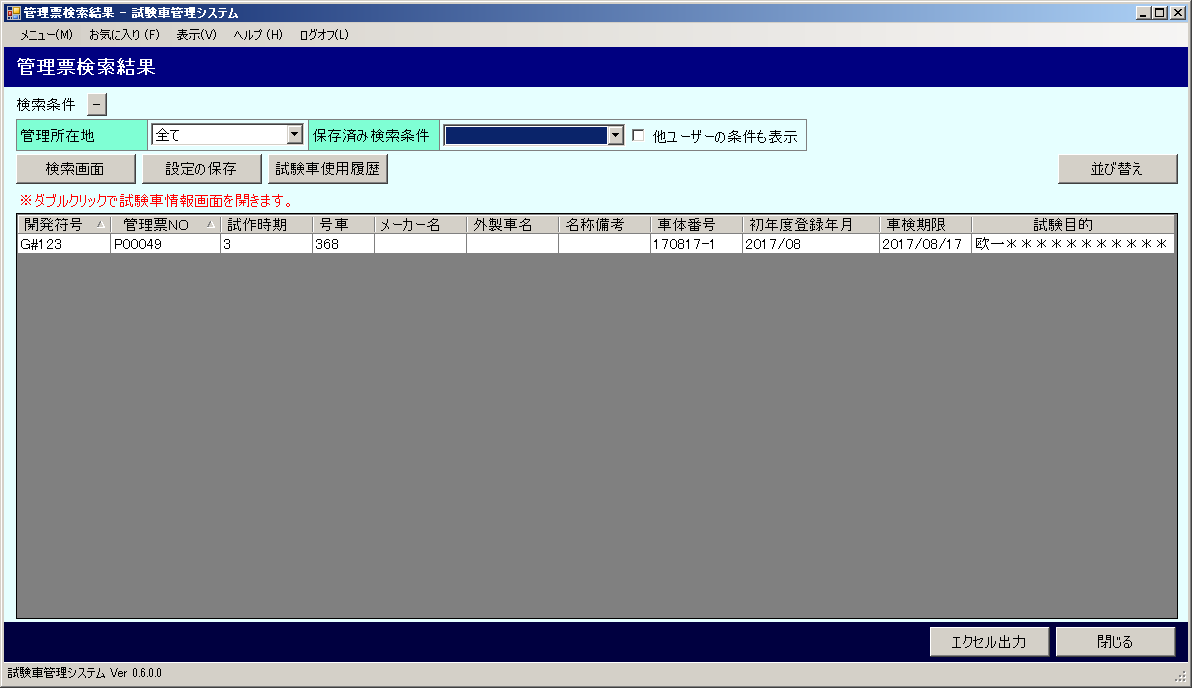 管理票検索結果 - 試験車管理システム
メニュー(M) お気に入り (F) 表示(V) ヘルプ (H) ログオフ(L)
管理票検索結果
検索条件 −
管理所在地 全て 保存済み検索条件 他ユーザーの条件も表示
検索画面 設定の保存 試験車使用履歴 並び替え
※ダブルクリックで試験車情報画面を開きます。
開発符号 管理票NO 試作時期 号車 メーカー名 外製車名 名称備考 車体番号 初年度登録年月 車検期限 試験目的
G#123 P00049 3 368 170817-1 2017/08 2017/08/17 欧一＊＊＊＊＊＊＊＊＊＊＊
エクセル出力 閉じる
試験車管理システム Ver 0.6.0.0